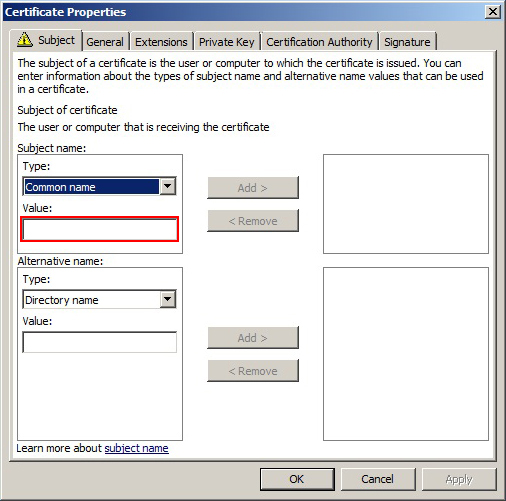 Certificate Properties
Subject General Extensions Private Key Certification Authority Signature
The subject of a certificate is the user or computer to which the certificate is issued. You can
enter information about the types of subject name and alternative name values that can be used
in a certificate.
Subject of certificate
The user or computer that is receiving the certificate
Subject name:
Type:
Common name
Add >
Value:
< Remove
Alternative name:
Type:
Directory name
Value:
Add >
< Remove
Learn more about subject name
OK Cancel Apply